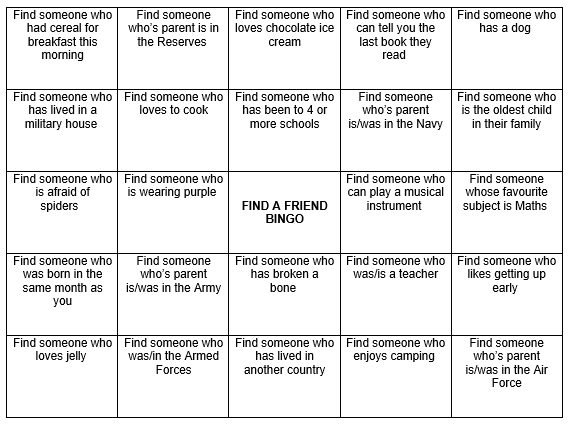 Find someone who
had cereal for
breakfast this
morning
Find someone
who's parent is in
the Reserves
Find someone who
loves chocolate ice
cream
Find someone who
can tell you the
last book they
read
Find someone who
has a dog
Find someone who
has lived in a
military house
Find someone who
loves to cook
Find someone who
has been to 4 or
more schools
Find someone
who's parent
is/was in the Navy
Find someone who
is the oldest child
in their family
Find someone who
is afraid of
spiders
Find someone who
is wearing purple
FIND A FRIEND
BINGO
Find someone who
can play a musical
instrument
Find someone
whose favourite
subject is Maths
Find someone who
was born in the
same month as
you
Find someone
who's parent
is/was in the Army
Find someone who
has broken a
bone
Find someone who
was/is a teacher
Find someone who
likes getting up
early
Find someone who
loves jelly
Find someone who
was/in the Armed
Forces
Find someone who
has lived in
another country
Find someone who
enjoys camping
Find someone
who's parent
is/was in the Air
Force